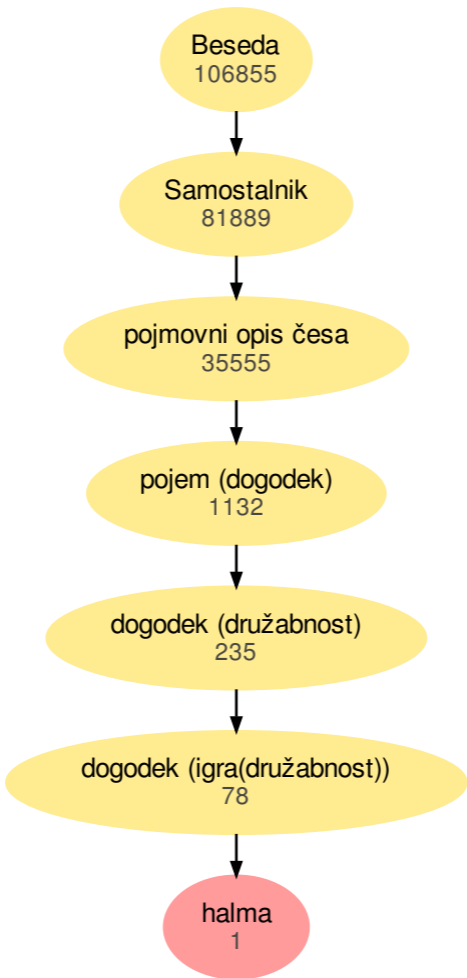 Beseda
106855
Samostalnik
81889
pojmovni opis česa
35555
pojem (dogodek)
1132
dogodek (družabnost)
235
dogodek (igra(družabnost))
78
halma
1